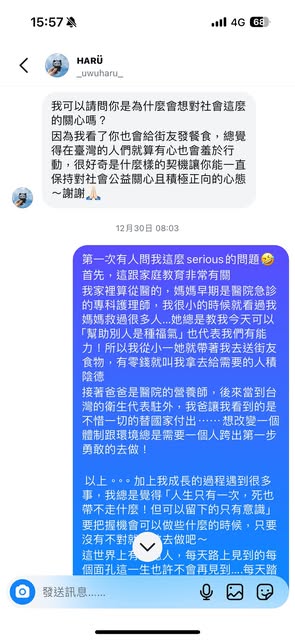 15:57
4G
68
HARÜ
_uwuharu_
我可以請問你是為什麼會想對社會這麼
的關心嗎？
因為我看了你也會給街友發餐食，總覺
得在臺灣的人們就算有心也會羞於行
動，很好奇是什麼樣的契機讓你能一直
保持對社會公益關心且積極正向的心態
～謝謝🙏🏻
12月30日 08:03
第一次有人問我這麼serious的問題🤣
首先，這跟家庭教育非常有關
我家裡算從醫的，媽媽早期是醫院急診
的專科護理師，我很小的時候就看過我
媽媽救過很多人...她總是教我今天可以
「幫助別人是種福氣」也代表我們有能
力！所以我從小一她就帶著我去送街友
食物，有零錢就叫我拿去給需要的人積
陰德
接著爸爸是醫院的營養師，後來當到台
灣的衛生代表駐外，我爸讓我看到的是
不惜一切的替國家付出⋯⋯想改變一個
體制跟環境總是需要一個人跨出第一步
勇敢的去做！
以上。。。加上我成長的過程遇到很多
事，我總是覺得「人生只有一次，死也
帶不走什麼！但可以留下的只有意識」
要把握機會可以做些什麼的時候，只要
沒有不對就
去做吧～
這世界上有
人，每天路上見到的每
個面孔這一生也許不會再見到....每天踏
發送訊息……